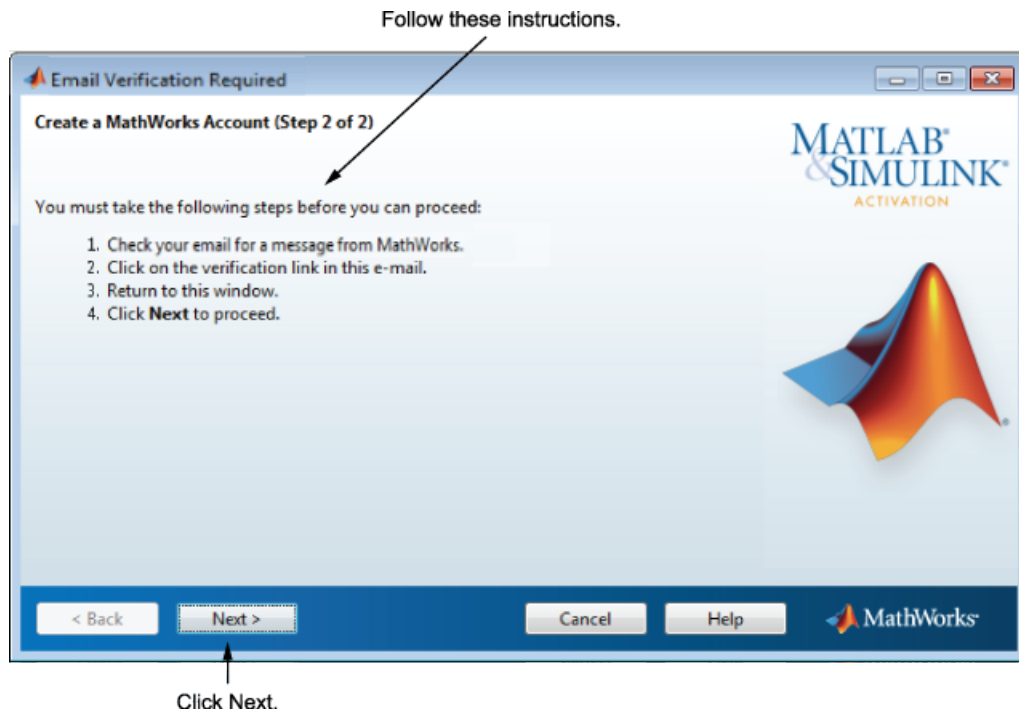 Follow these instructions.
Email Verification Required
Create a MathWorks Account (Step 2 of 2)
MATLAB®
&SIMULINK®
ACTIVATION
You must take the following steps before you can proceed:
1. Check your email for a message from MathWorks.
2. Click on the verification link in this e-mail.
3. Return to this window.
4. Click Next to proceed.
< Back Next > Cancel Help MathWorks®
Click Next.